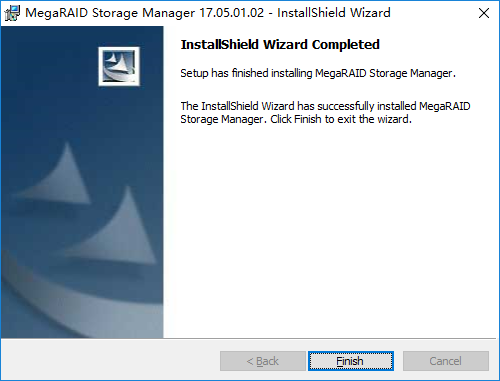 MegaRAID Storage Manager 17.05.01.02 - InstallShield Wizard
InstallShield Wizard Completed
Setup has finished installing MegaRAID Storage Manager.
The InstallShield Wizard has successfully installed MegaRAID
Storage Manager. Click Finish to exit the wizard.
< Back
Finish
Cancel